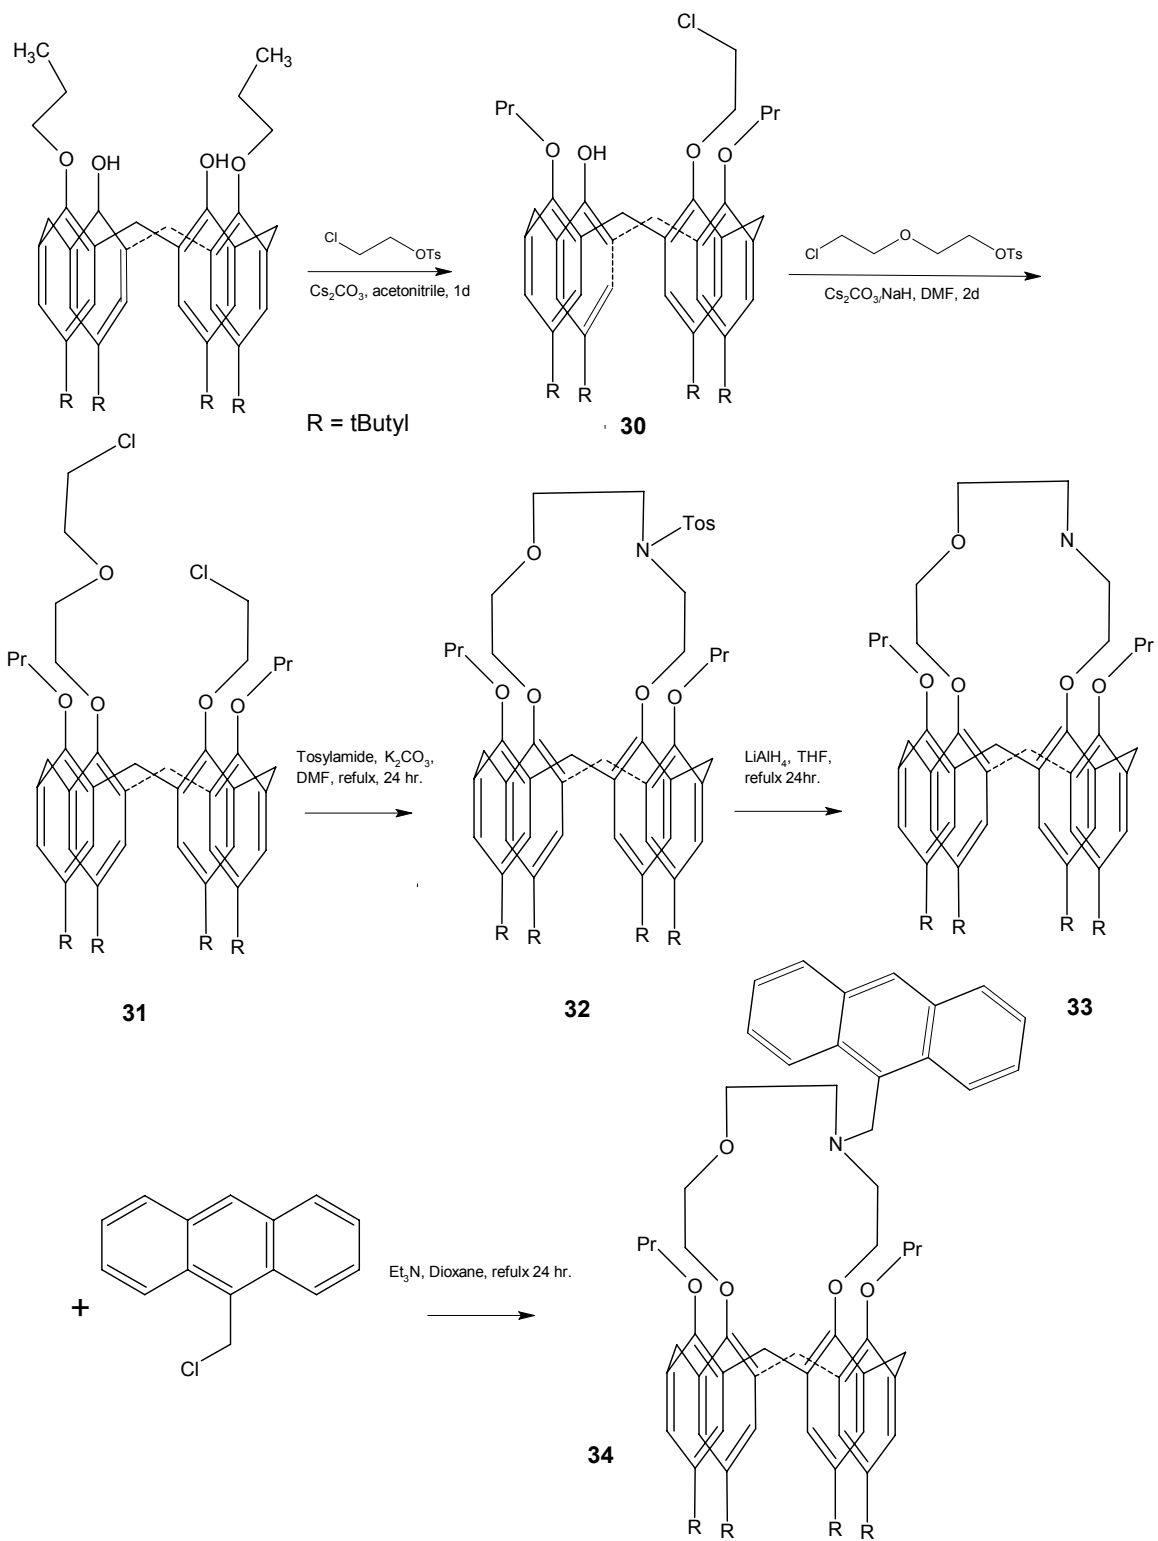 H3C CH3
O OH OH O
R R R R
Cl OTs
Cs2CO3, acetonitrile, 1d
R = tButyl
Cl
Pr Pr
O OH O O
R R R R
30
Cl O OTs
Cs2CO3/NaH, DMF, 2d
Cl
O Cl
Pr Pr
O O O O
R R R R
31
Tosylamide, K2CO3,
DMF, refulx, 24 hr.
O N Tos
Pr Pr
O O O O
R R R R
32
LiAlH4, THF,
refulx 24hr.
O N
Pr Pr
O O O O
R R R R
33
+
Cl
Et3N, Dioxane, refulx 24 hr.
O N
Pr Pr
O O O O
R R R R
34